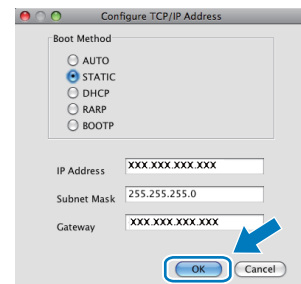 Configure TCP/IP Address
Boot Method
AUTO
STATIC
DHCP
RARP
BOOTP
IP Address XXX.XXX.XXX.XXX
Subnet Mask 255.255.255.0
Gateway XXX.XXX.XXX.XXX
OK Cancel